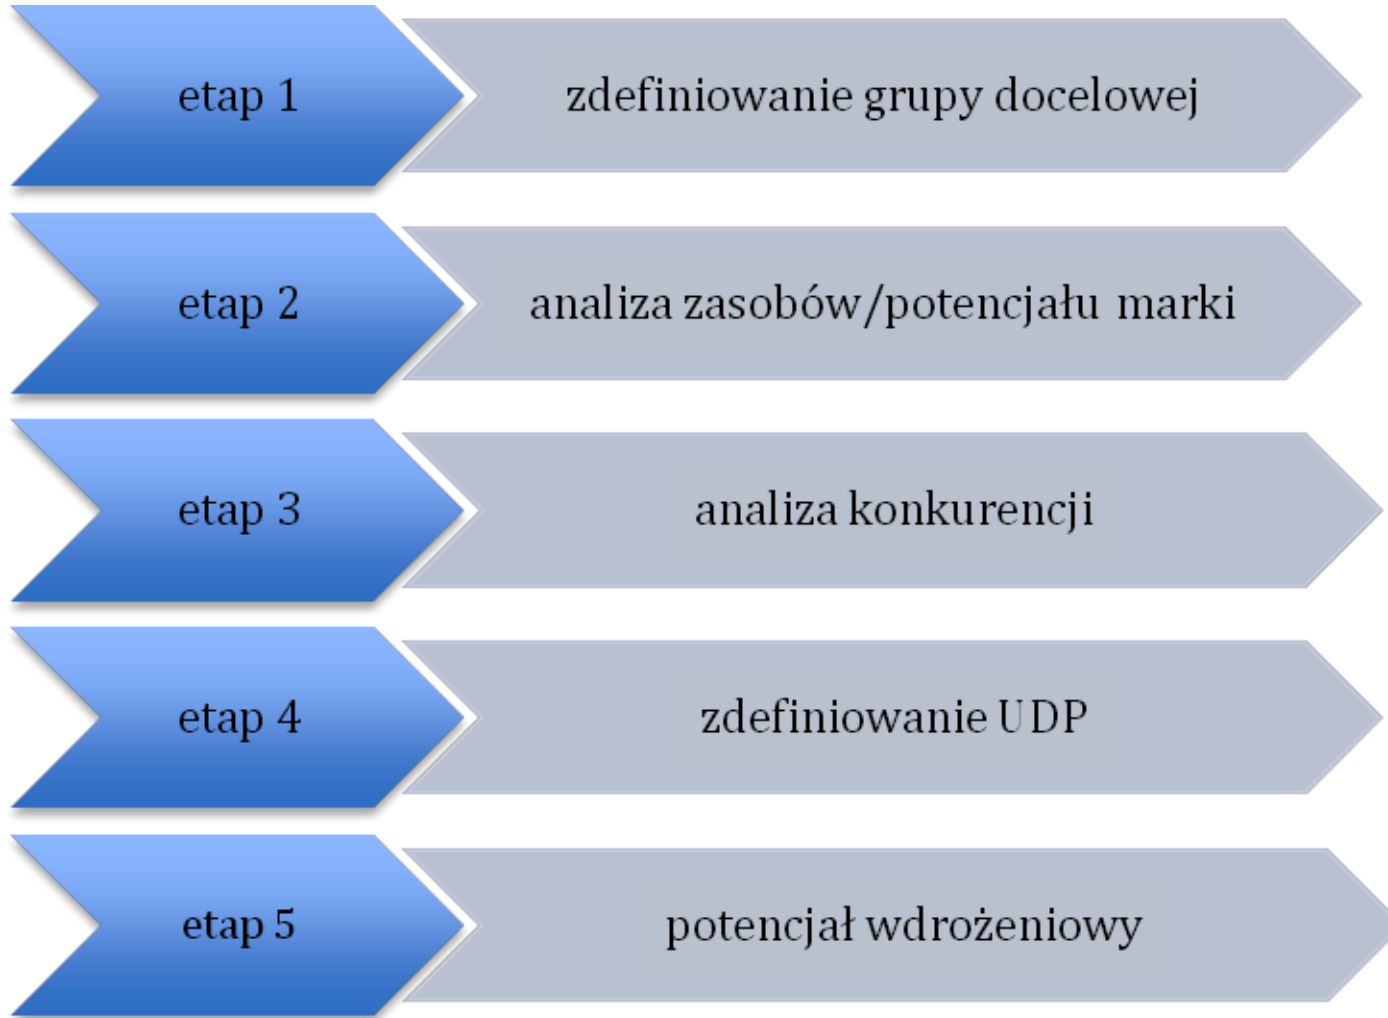 etap 1
zdefiniowanie grupy docelowej
etap 2
analiza zasobów/potencjału marki
etap 3
analiza konkurencji
etap 4
zdefiniowanie UDP
etap 5
potencjał wdrożeniowy